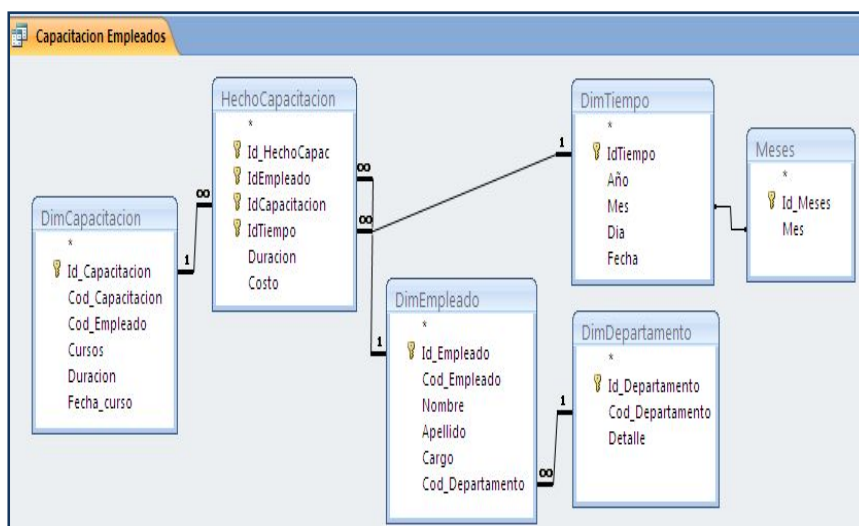 Capacitacion Empleados
HechoCapacitacion
*
Id_HechoCapac
IdEmpleado
IdCapacitacion
IdTiempo
Duracion
Costo
DimTiempo
*
IdTiempo
Año
Mes
Dia
Fecha
Meses
*
Id_Meses
Mes
DimCapacitacion
*
Id_Capacitacion
Cod_Capacitacion
Cod_Empleado
Cursos
Duracion
Fecha_curso
DimEmpleado
*
Id_Empleado
Cod_Empleado
Nombre
Apellido
Cargo
Cod_Departamento
DimDepartamento
*
Id_Departamento
Cod_Departamento
Detalle
1
∞
∞
∞
1
1
1
∞